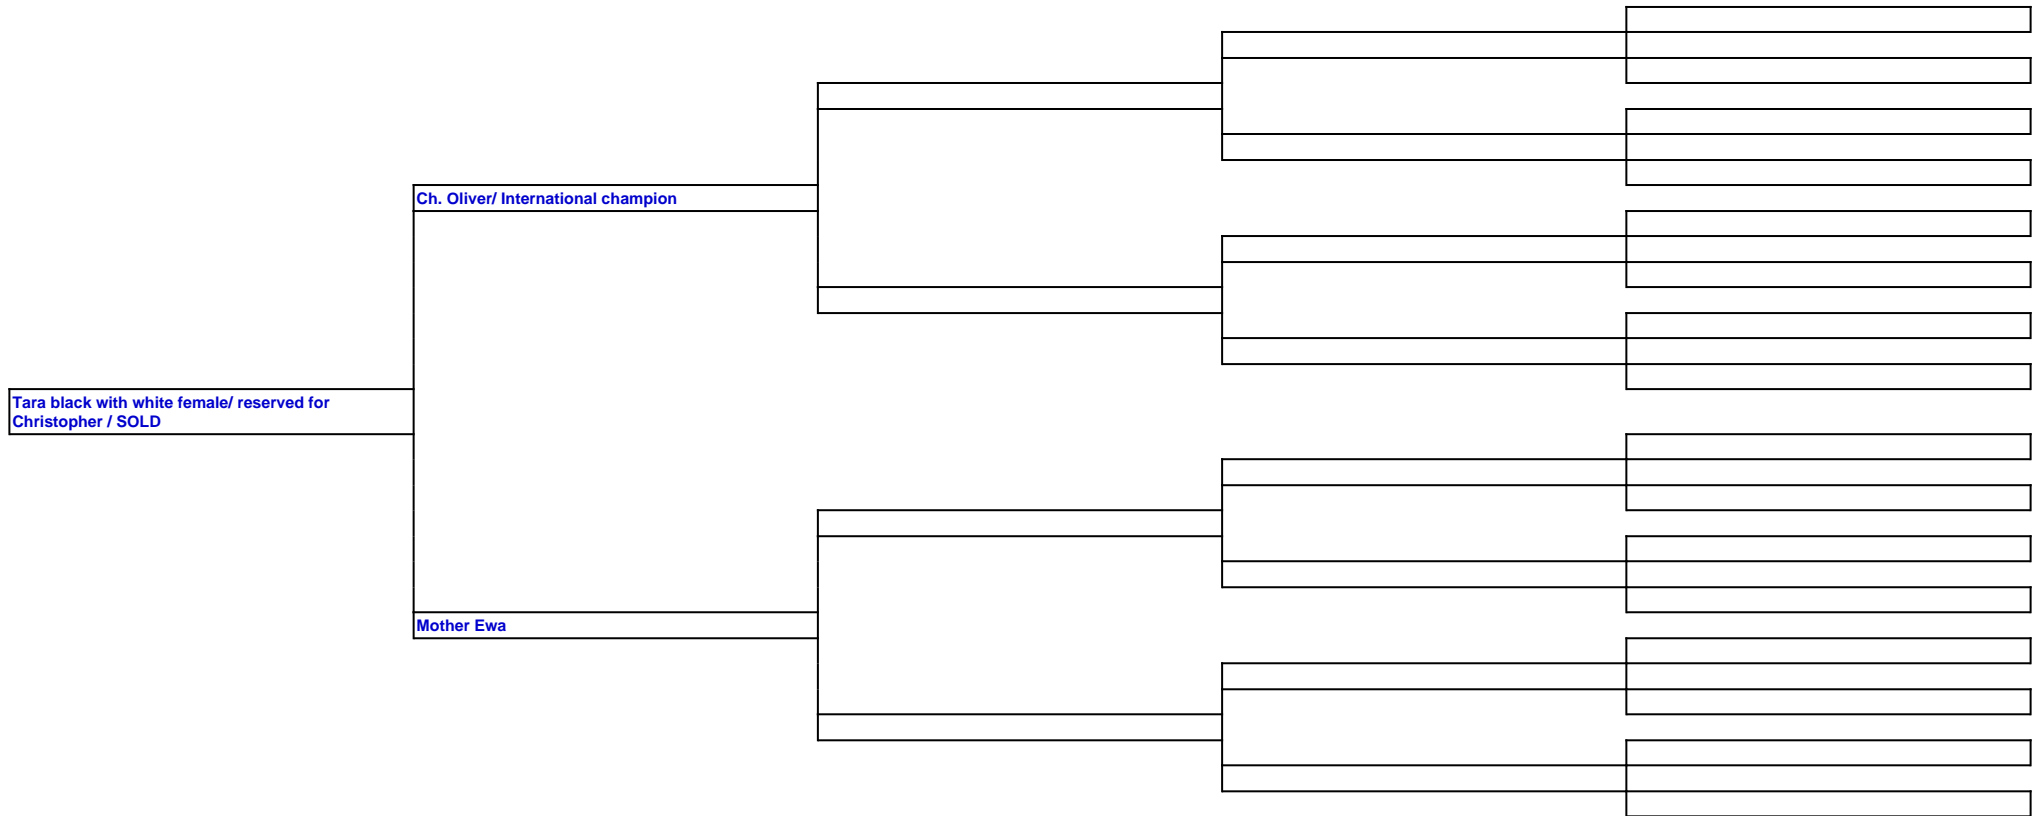 Ch. Oliver/ International champion
Tara black with white female/ reserved for
Christopher / SOLD
Mother Ewa